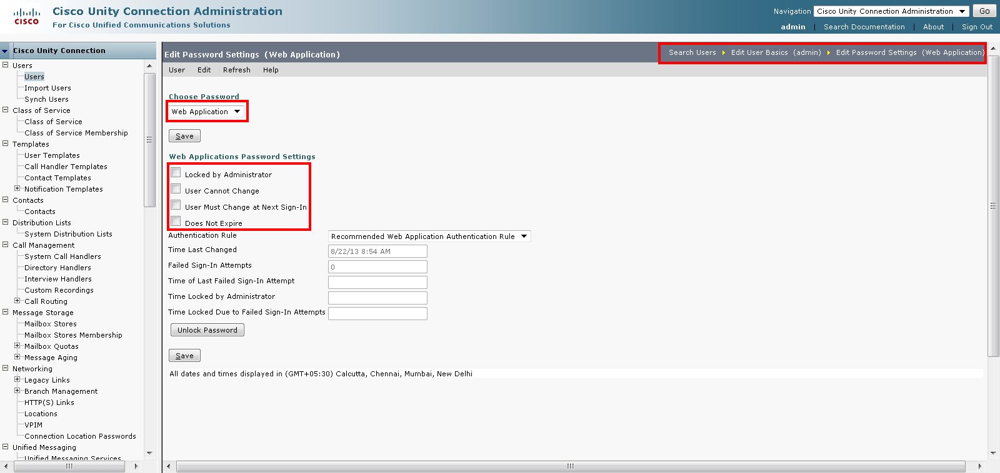 Cisco Unity Connection Administration
For Cisco Unified Communications Solutions
CISCO
Navigation Cisco Unity Connection Administration Go
admin | Search Documentation | About | Sign Out
Cisco Unity Connection
Users
Users
Import Users
Synch Users
Class of Service
Class of Service
Class of Service Membership
Templates
User Templates
Call Handler Templates
Contact Templates
Notification Templates
Contacts
Contacts
Distribution Lists
System Distribution Lists
Call Management
System Call Handlers
Directory Handlers
Interview Handlers
Custom Recordings
Call Routing
Message Storage
Mailbox Stores
Mailbox Stores Membership
Mailbox Quotas
Message Aging
Networking
Legacy Links
Branch Management
HTTP(S) Links
Locations
VPIM
Connection Location Passwords
Unified Messaging
Unified Messaging Services
Edit Password Settings (Web Application)
Search Users Edit User Basics (admin) Edit Password Settings (Web Application)
User Edit Refresh Help
Choose Password
Web Application
Save
Web Applications Password Settings
Locked by Administrator
User Cannot Change
User Must Change at Next Sign-In
Does Not Expire
Authentication Rule Recommended Web Application Authentication Rule
Time Last Changed 8/22/13 8:54 AM
Failed Sign-In Attempts 0
Time of Last Failed Sign-In Attempt
Time Locked by Administrator
Time Locked Due to Failed Sign-In Attempts
Unlock Password
Save
All dates and times displayed in (GMT+05:30) Calcutta, Chennai, Mumbai, New Delhi